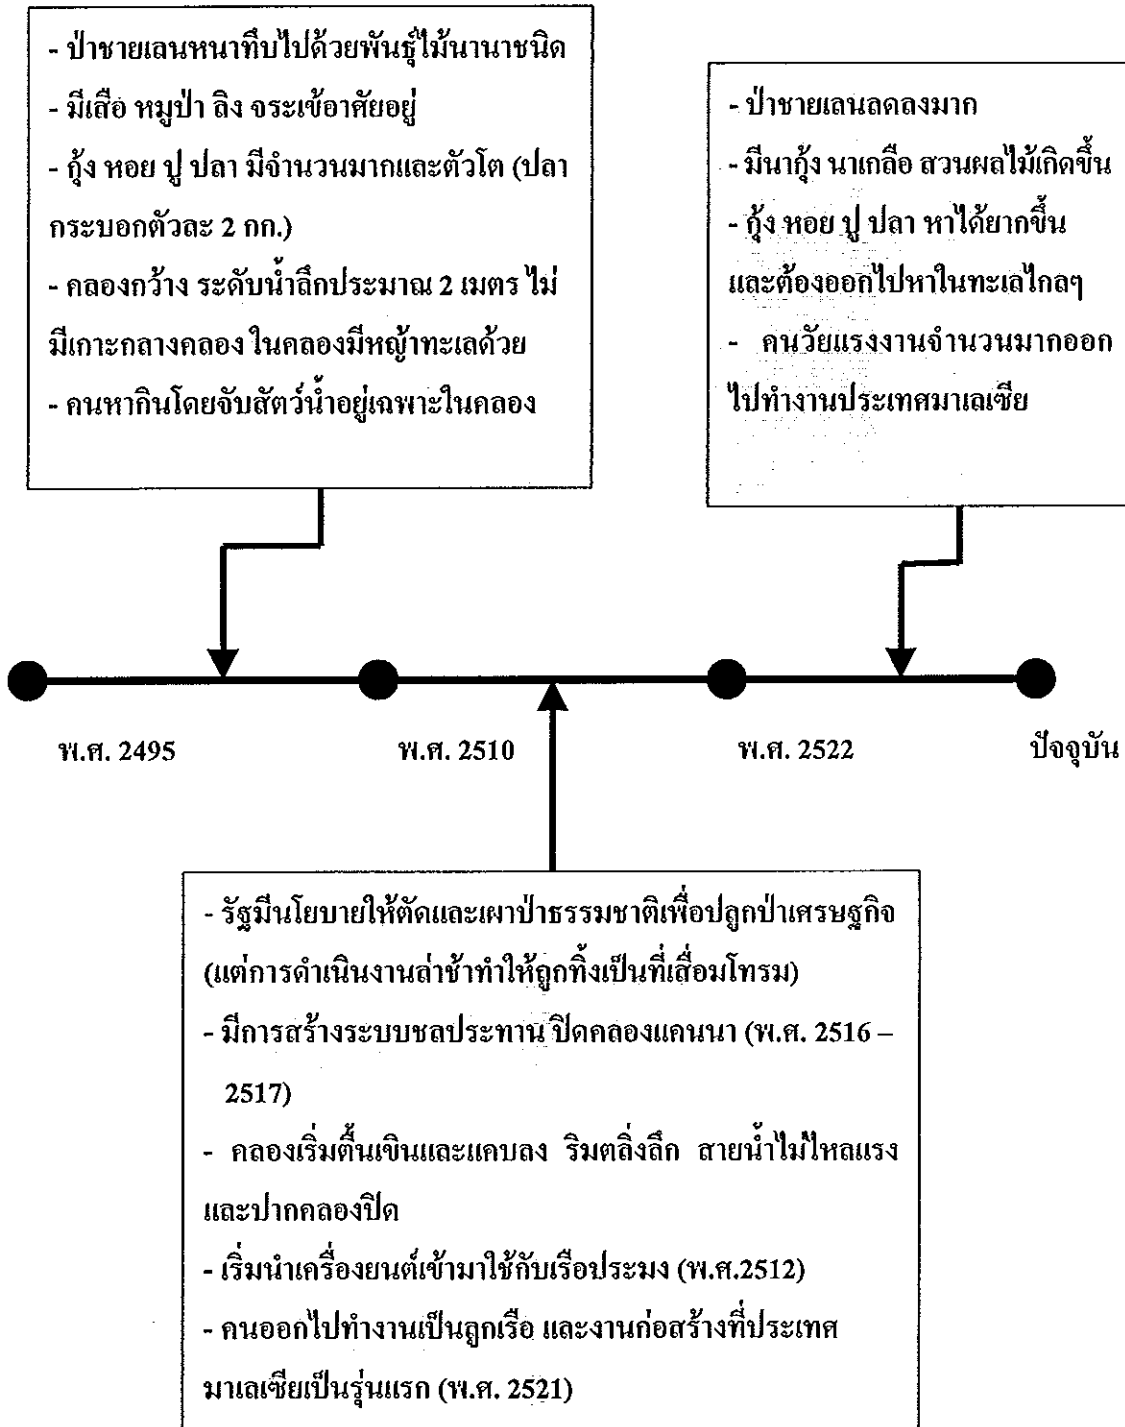 - ป่าชายเลนหนาทึบไปด้วยพันธุ์ไม้นานาชนิด
- มีเสือ หมูป่า ลิง จระเข้อาศัยอยู่
- กุ้ง หอย ปู ปลา มีจำนวนมากและตัวโต (ปลา
กระบอกตัวละ 2 กก.)
- คลองกว้าง ระดับน้ำลึกประมาณ 2 เมตร ไม่
มีเกาะกลางคลอง ในคลองมีหญ้าทะเลด้วย
- คนหากินโดยจับสัตว์น้ำอยู่เฉพาะในคลอง
- ป่าชายเลนลดลงมาก
- มีนากุ้ง นาเกลือ สวนผลไม้เกิดขึ้น
- กุ้ง หอย ปู ปลา หาได้ยากขึ้น
และต้องออกไปหาในทะเลไกลๆ
- คนวัยแรงงานจำนวนมากออก
ไปทำงานประเทศมาเลเซีย
พ.ศ. 2495
พ.ศ. 2510
พ.ศ. 2522
ปัจจุบัน
- รัฐมีนโยบายให้ตัดและเผาป่าธรรมชาติเพื่อปลูกป่าเศรษฐกิจ
(แต่การดำเนินงานล่าช้าทำให้ถูกทิ้งเป็นที่เสื่อมโทรม)
- มีการสร้างระบบชลประทาน ปิดคลองแคนนา (พ.ศ. 2516 –
2517)
- คลองเริ่มตื้นเขินและแคบลง ริมตลิ่งลึก สายน้ำไม่ไหลแรง
และปากคลองปิด
- เริ่มนำเครื่องยนต์เข้ามาใช้กับเรือประมง (พ.ศ.2512)
- คนออกไปทำงานเป็นลูกเรือ และงานก่อสร้างที่ประเทศ
มาเลเซียเป็นรุ่นแรก (พ.ศ. 2521)